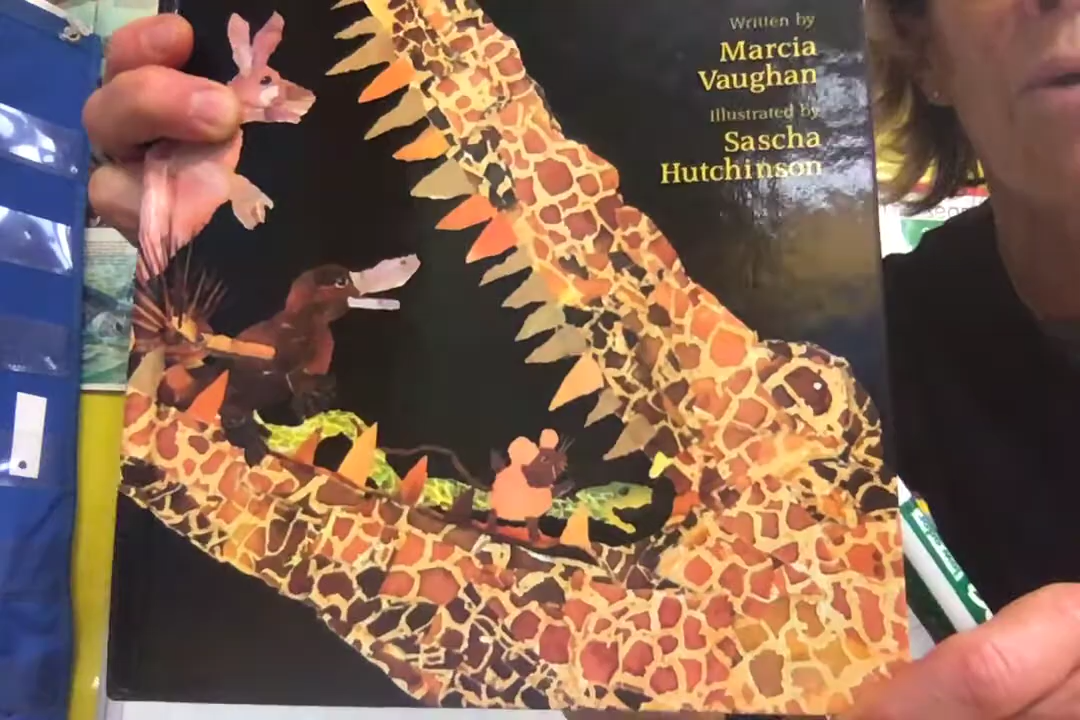 Written by
Marcia
Vaughan
Illustrated by
Sascha
Hutchinson